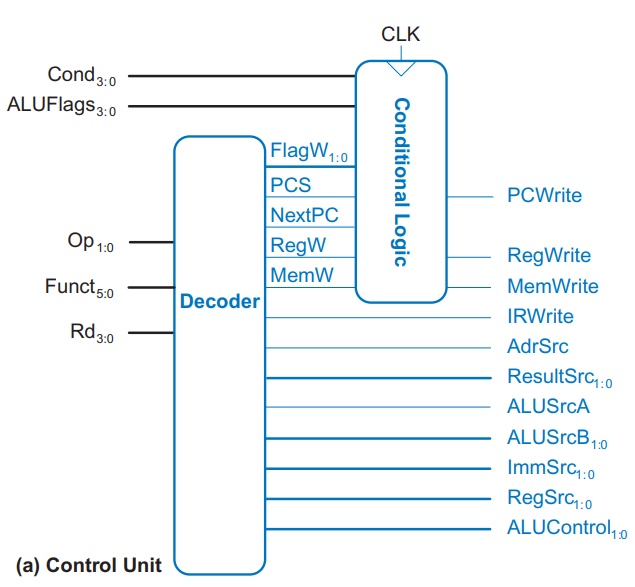 CLK
Cond3:0
ALUFlags3:0
Conditional Logic
FlagW1:0
PCS
NextPC
RegW
MemW
PCWrite
Op1:0
Funct5:0
Rd3:0
Decoder
RegWrite
MemWrite
IRWrite
AdrSrc
ResultSrc1:0
ALUSrcA
ALUSrcB1:0
ImmSrc1:0
RegSrc1:0
ALUControl1:0
(a) Control Unit